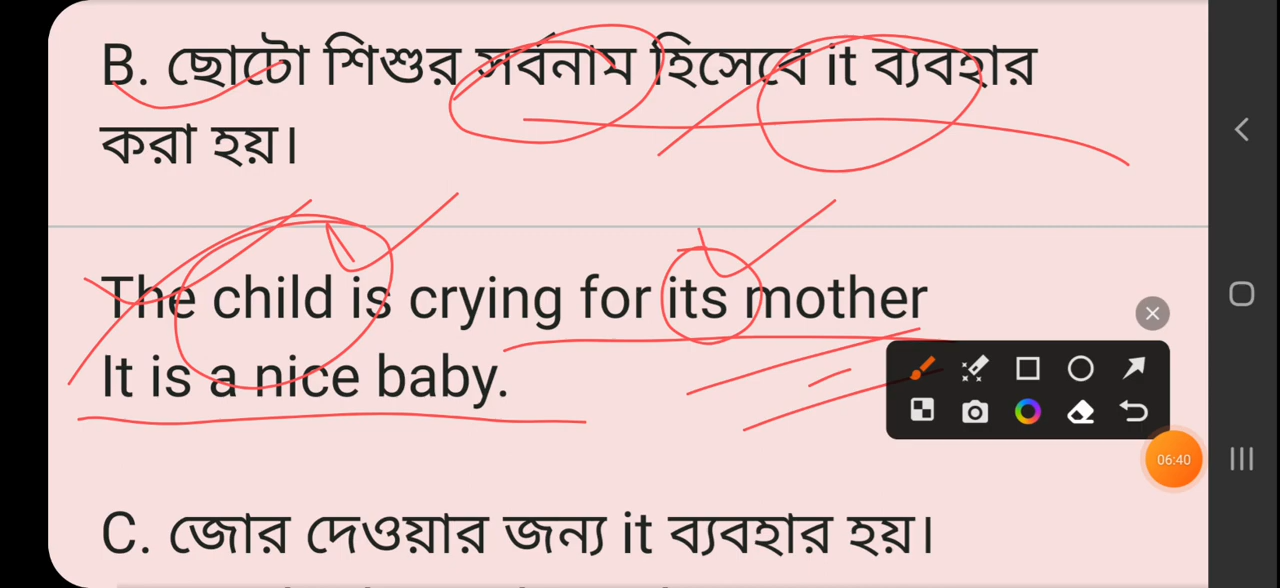 B. ছোটো শিশুর সর্বনাম হিসেবে it ব্যবহার
করা হয়।
The child is crying for its mother
It is a nice baby.
06:40
C. জোর দেওয়ার জন্য it ব্যবহার হয়।